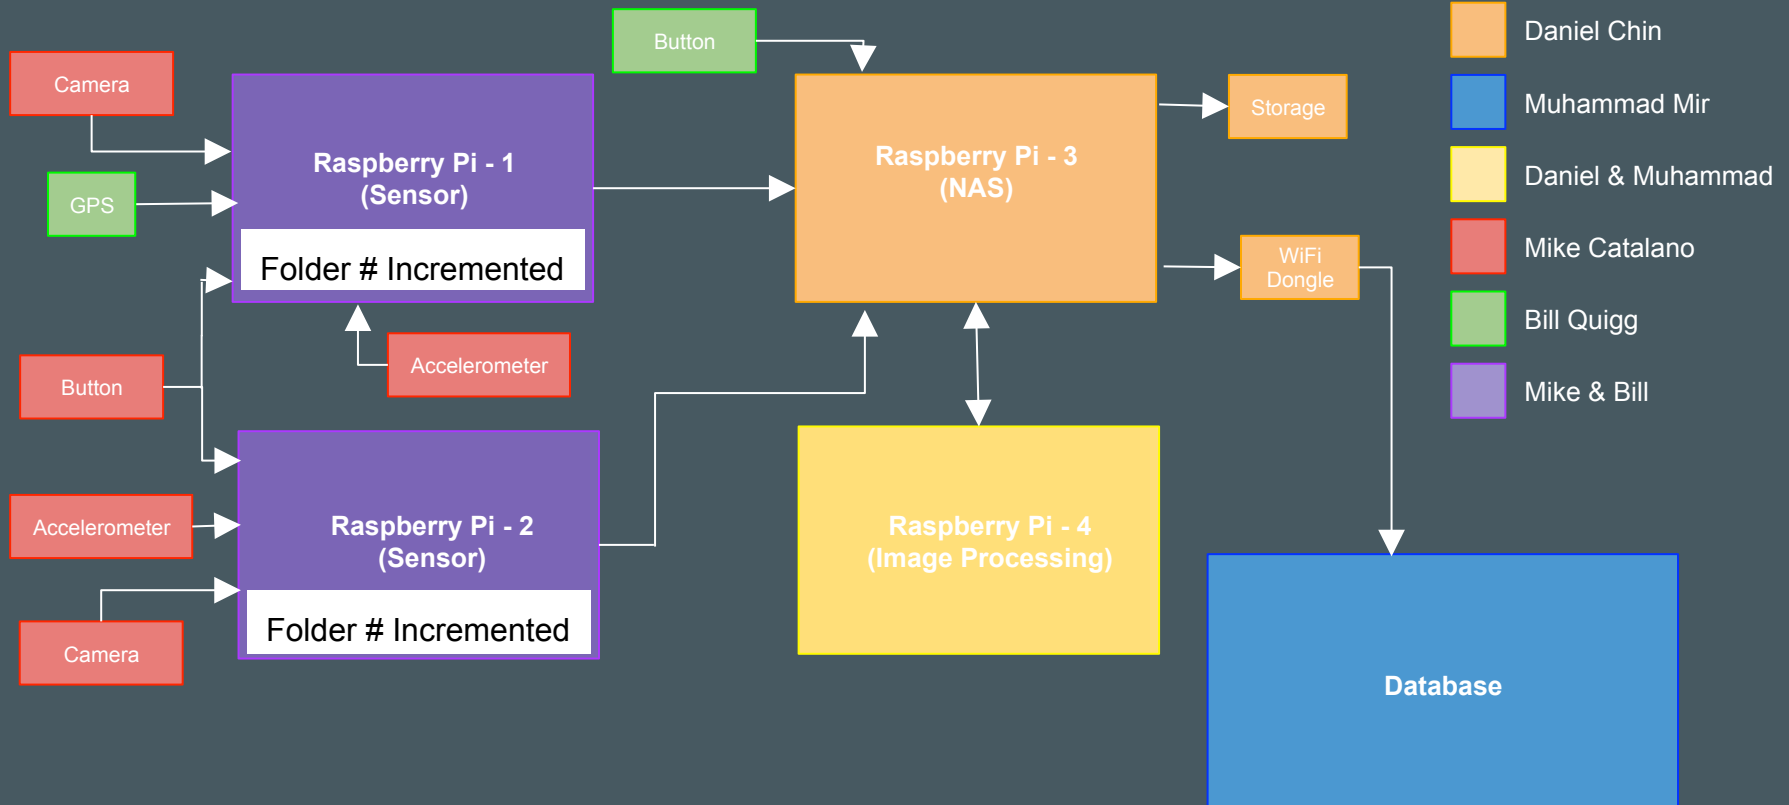 Camera
GPS
Button
Accelerometer
Camera
Raspberry Pi - 1
(Sensor)
Folder # Incremented
Accelerometer
Raspberry Pi - 2
(Sensor)
Folder # Incremented
Button
Raspberry Pi - 3
(NAS)
Raspberry Pi - 4
(Image Processing)
Storage
WiFi
Dongle
Database
Daniel Chin
Muhammad Mir
Daniel & Muhammad
Mike Catalano
Bill Quigg
Mike & Bill